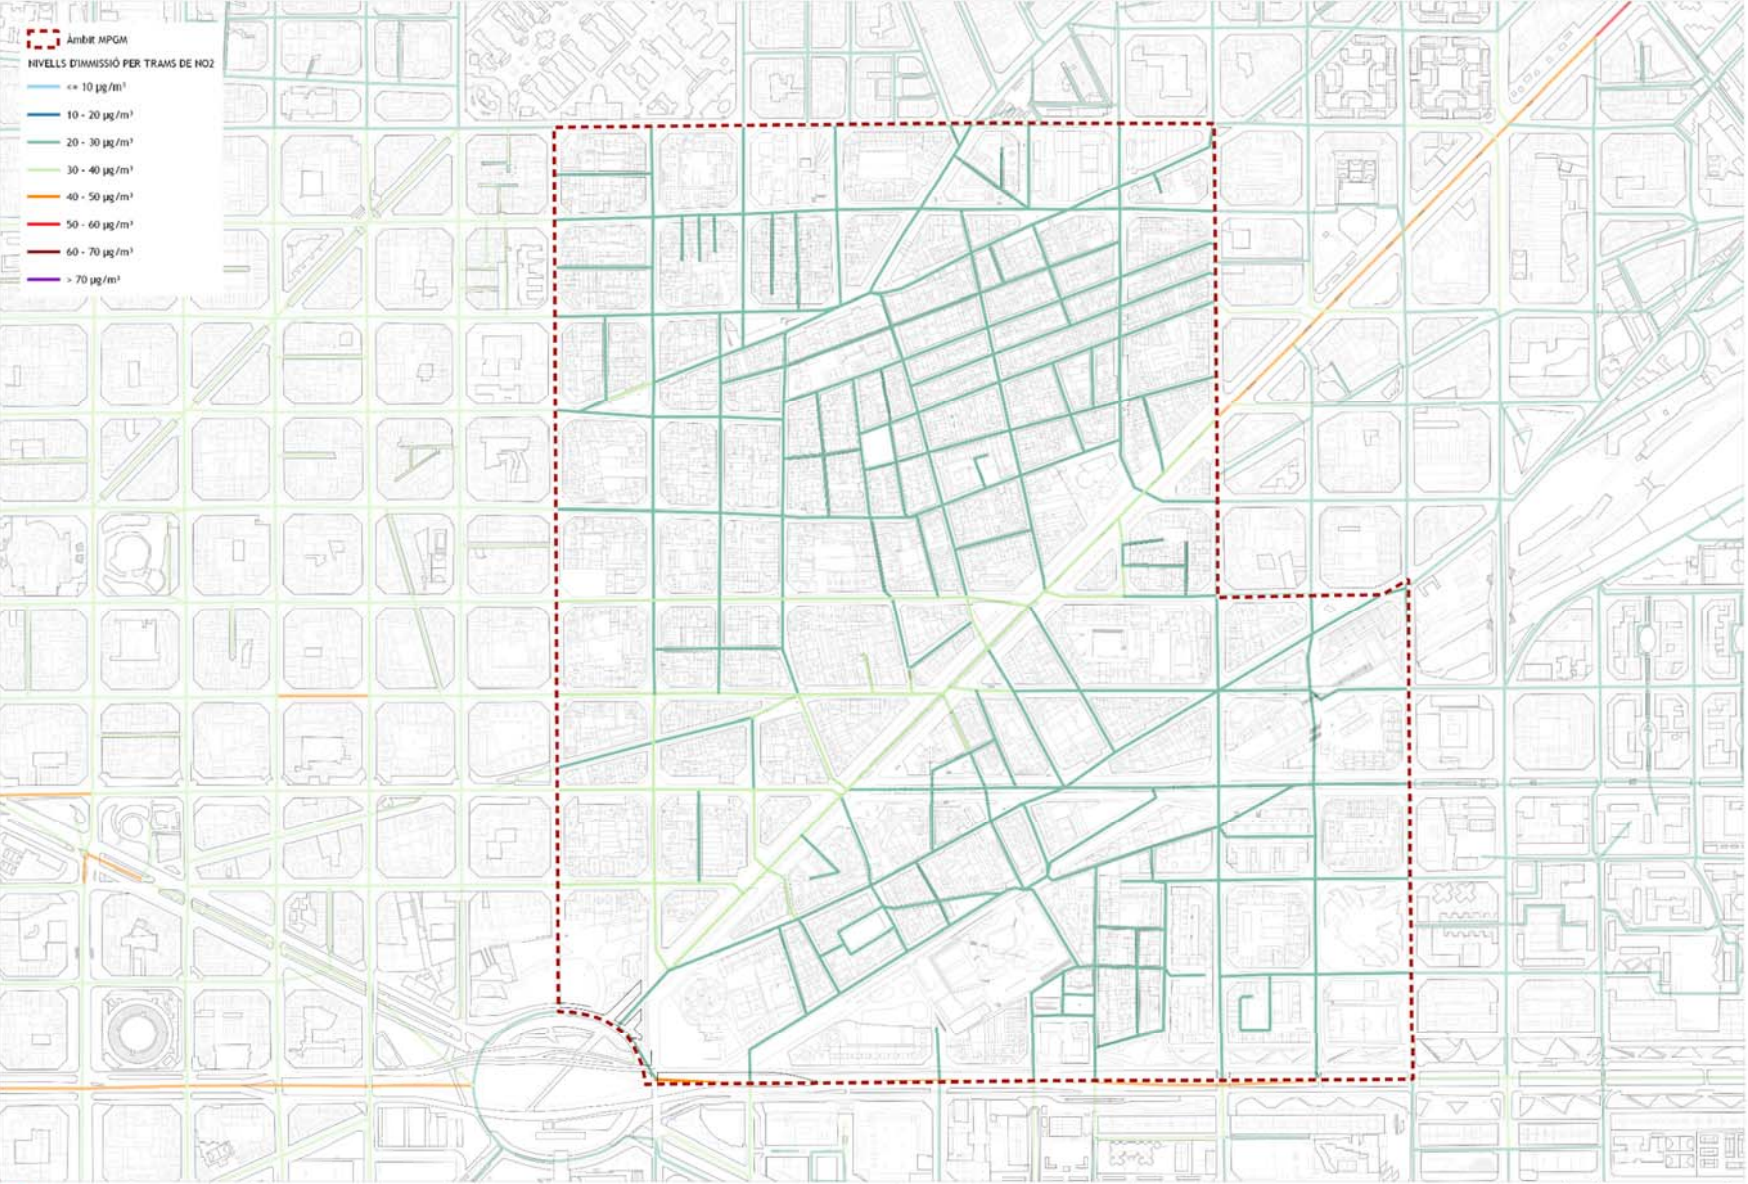 Àmbit MPGM
NIVELLS D'IMMISSIÓ PER TRAMS DE NO2
<= 10 µg/m³
10 - 20 µg/m³
20 - 30 µg/m³
30 - 40 µg/m³
40 - 50 µg/m³
50 - 60 µg/m³
60 - 70 µg/m³
> 70 µg/m³